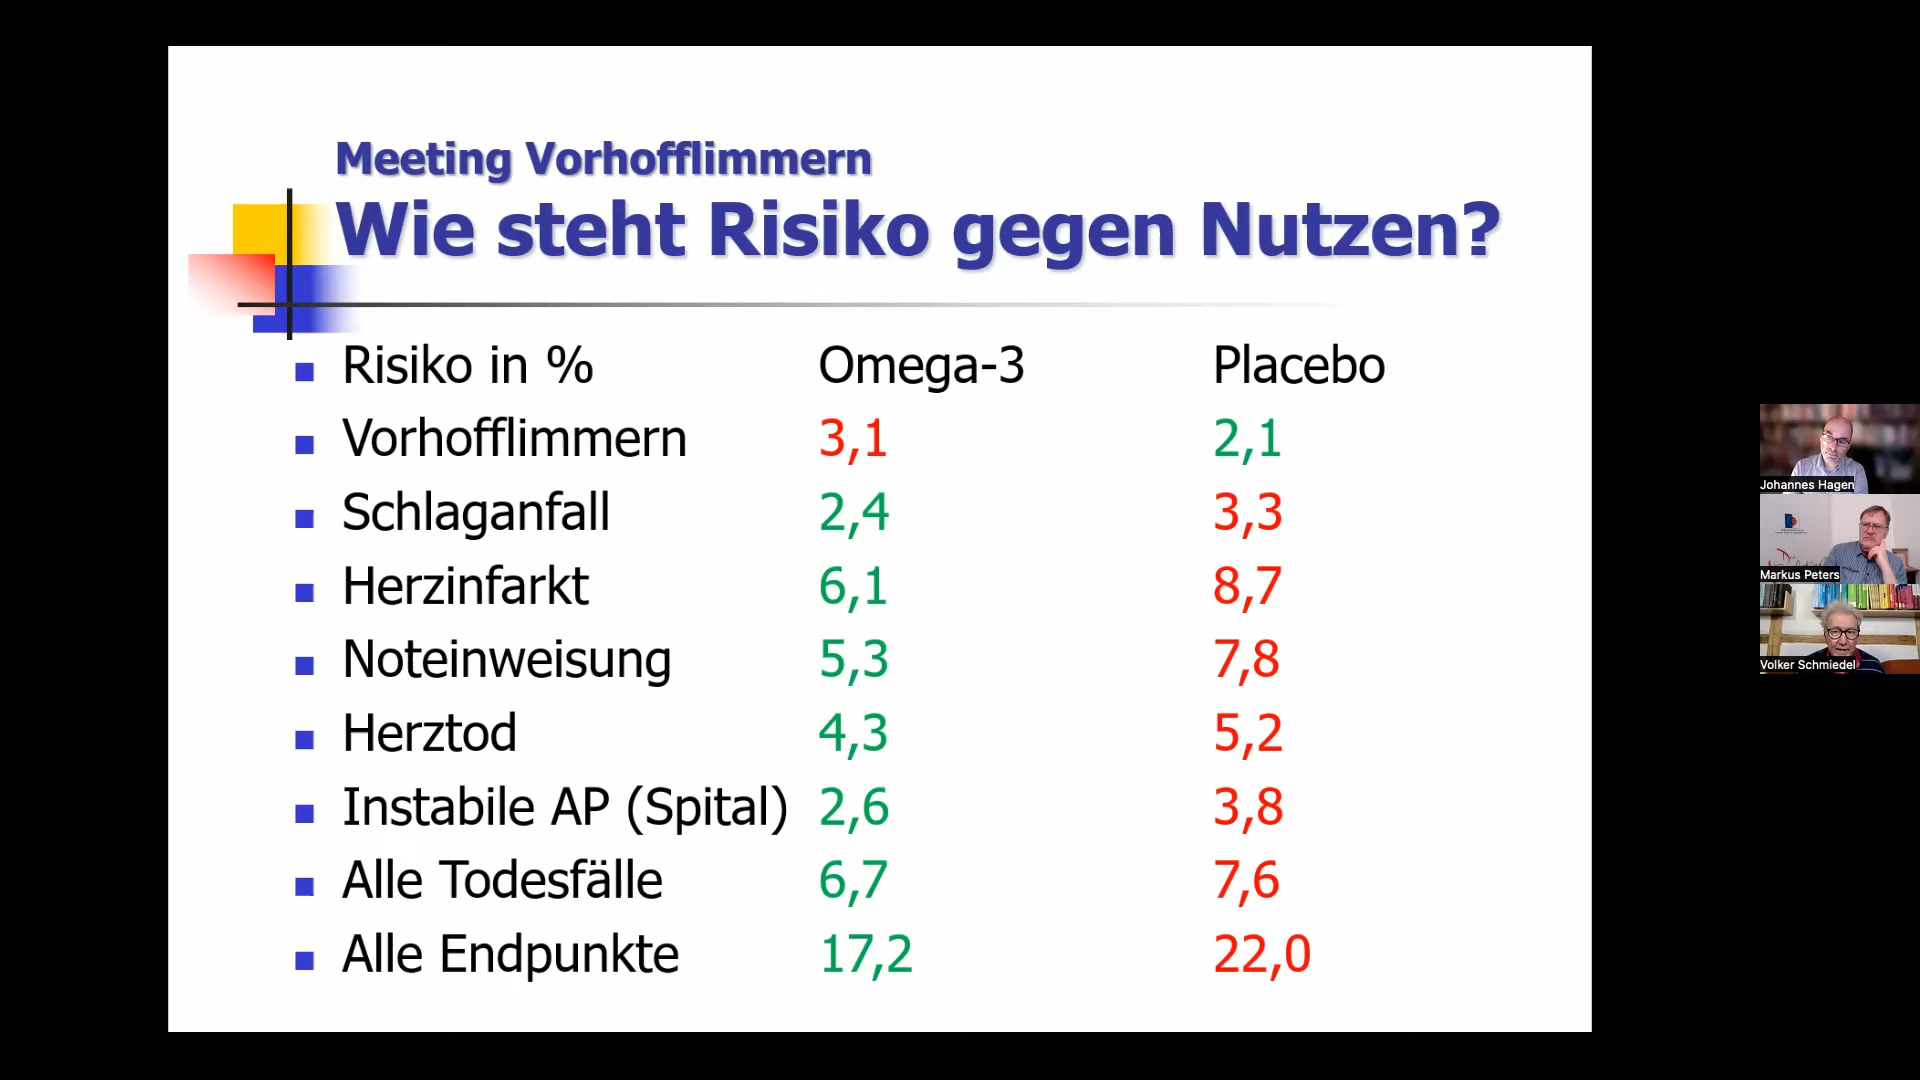 Meeting Vorhofflimmern
Wie steht Risiko gegen Nutzen?
Risiko in % Omega-3 Placebo
Vorhofflimmern 3,1 2,1
Schlaganfall 2,4 3,3
Herzinfarkt 6,1 8,7
Noteinweisung 5,3 7,8
Herztod 4,3 5,2
Instabile AP (Spital) 2,6 3,8
Alle Todesfälle 6,7 7,6
Alle Endpunkte 17,2 22,0
Johannes Hagen
Markus Peters
Volker Schmiedel